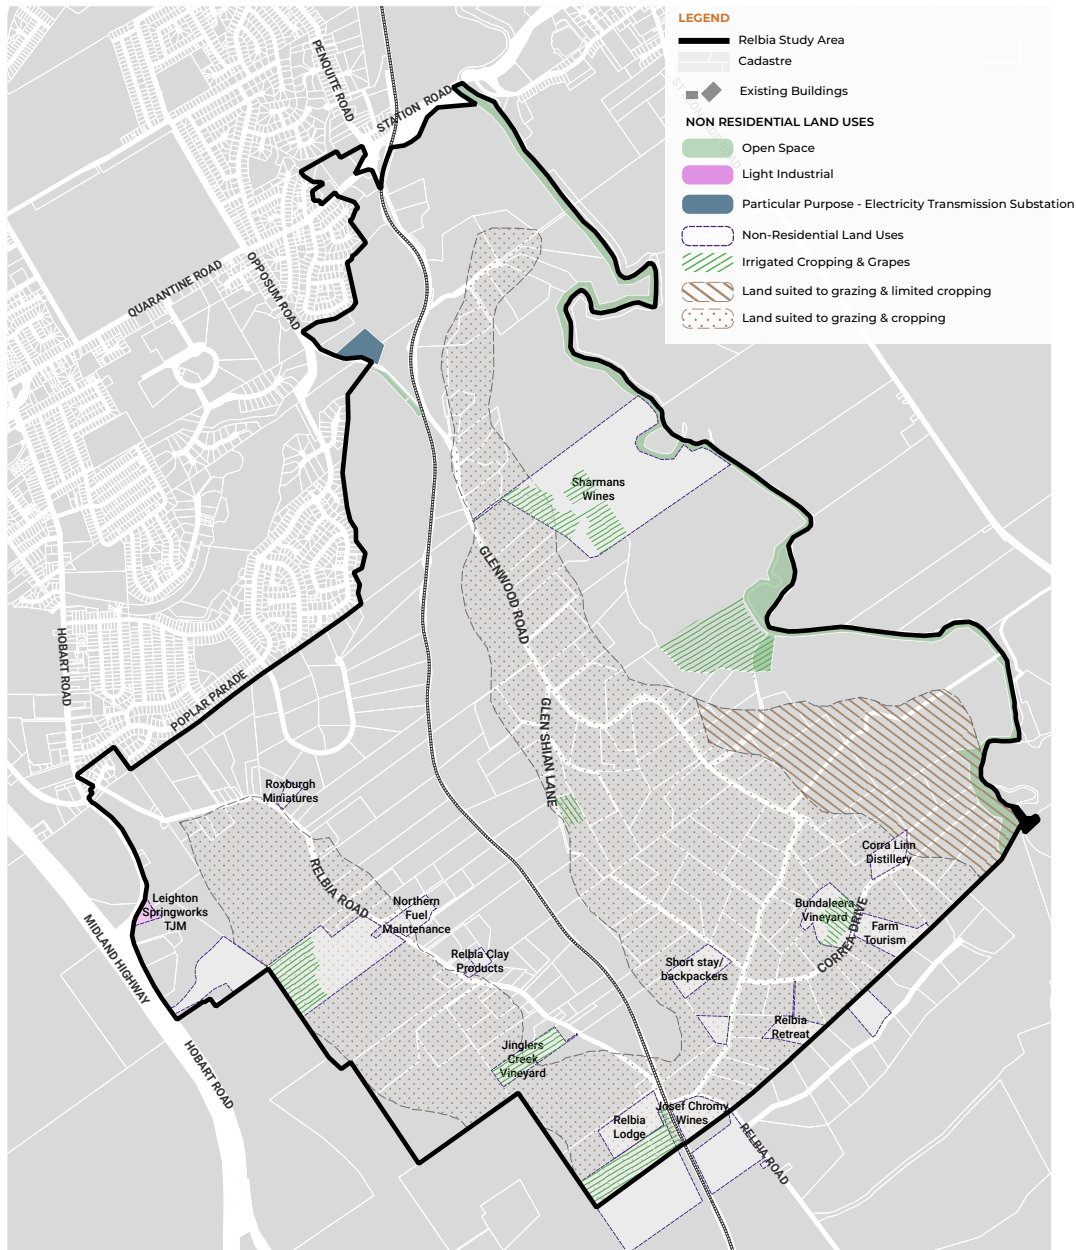 LEGEND
Relbia Study Area
Cadastre
Existing Buildings
NON RESIDENTIAL LAND USES
Open Space
Light Industrial
Particular Purpose - Electricity Transmission Substation
Non-Residential Land Uses
Irrigated Cropping & Grapes
Land suited to grazing & limited cropping
Land suited to grazing & cropping
PENQUITE ROAD
STATION ROAD
QUARANTINE ROAD
OPPOSUM ROAD
Sharmans
Wines
GLENWOOD ROAD
HOBART ROAD
POPLAR PARADE
GLEN SHIAN LANE
Roxburgh
Miniatures
RELBIA ROAD
Corra Linn
Distillery
Leighton
Springworks
TJM
Northern
Fuel
Maintenance
Bundaleera
Vineyard
Farm
Tourism
CORREA DRIVE
MIDLAND HIGHWAY
Relbia Clay
Products
Short stay/
backpackers
Relbia
Retreat
Jinglers
Creek
Vineyard
HOBART ROAD
Josef Chromy
Wines
Relbia
Lodge
RELBIA ROAD